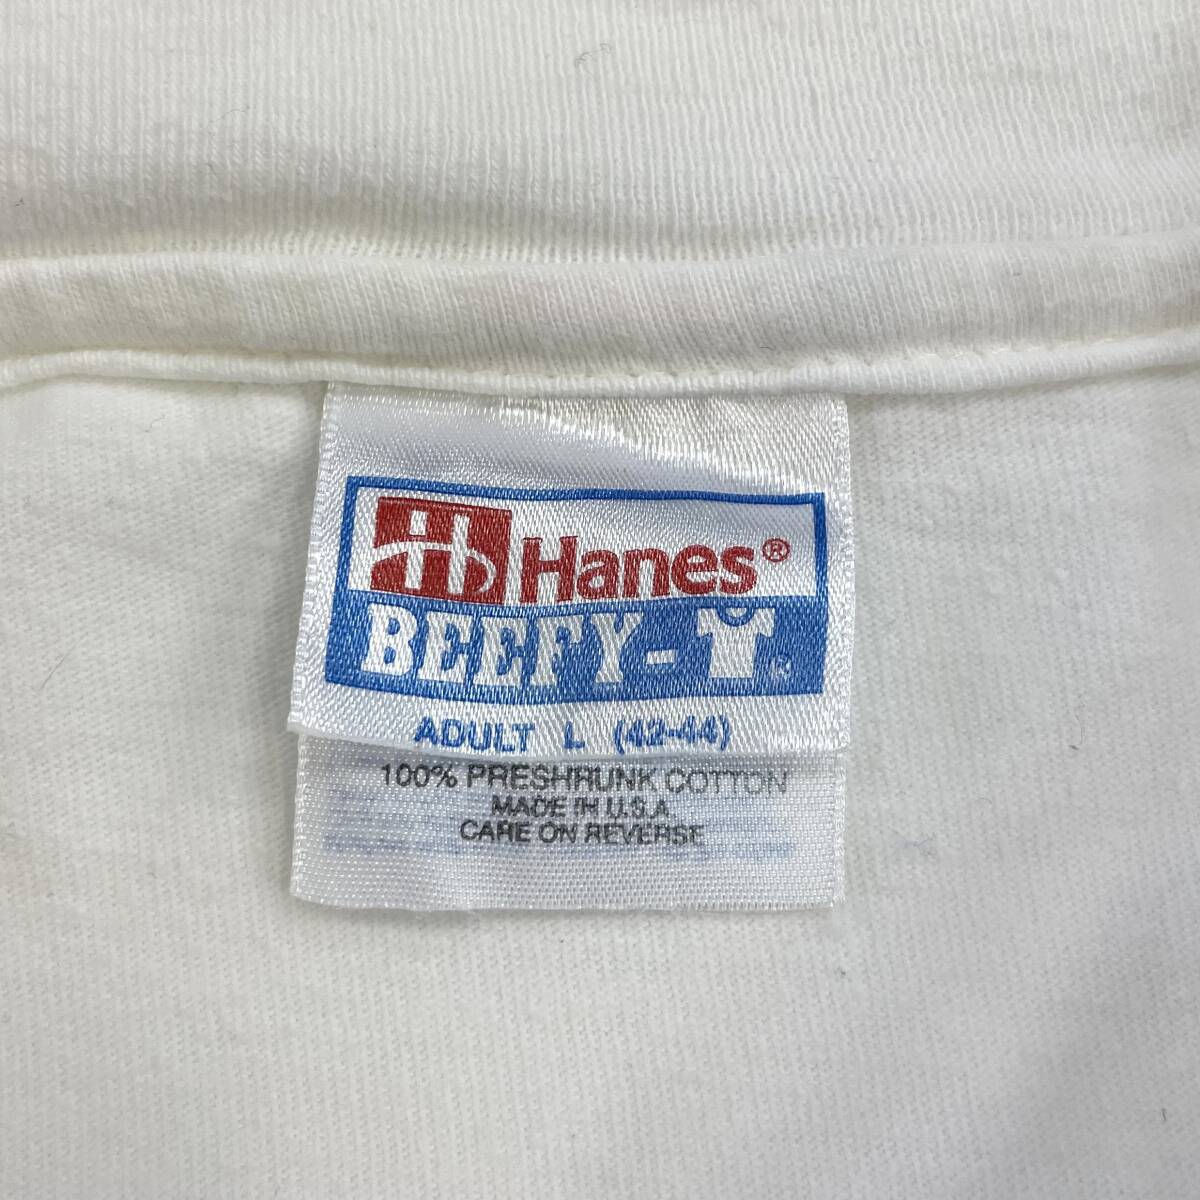 Hanes®
BEEFY-T®
ADULT L (42-44)
100% PRESHRUNK COTTON
MADE IN U.S.A.
CARE ON REVERSE